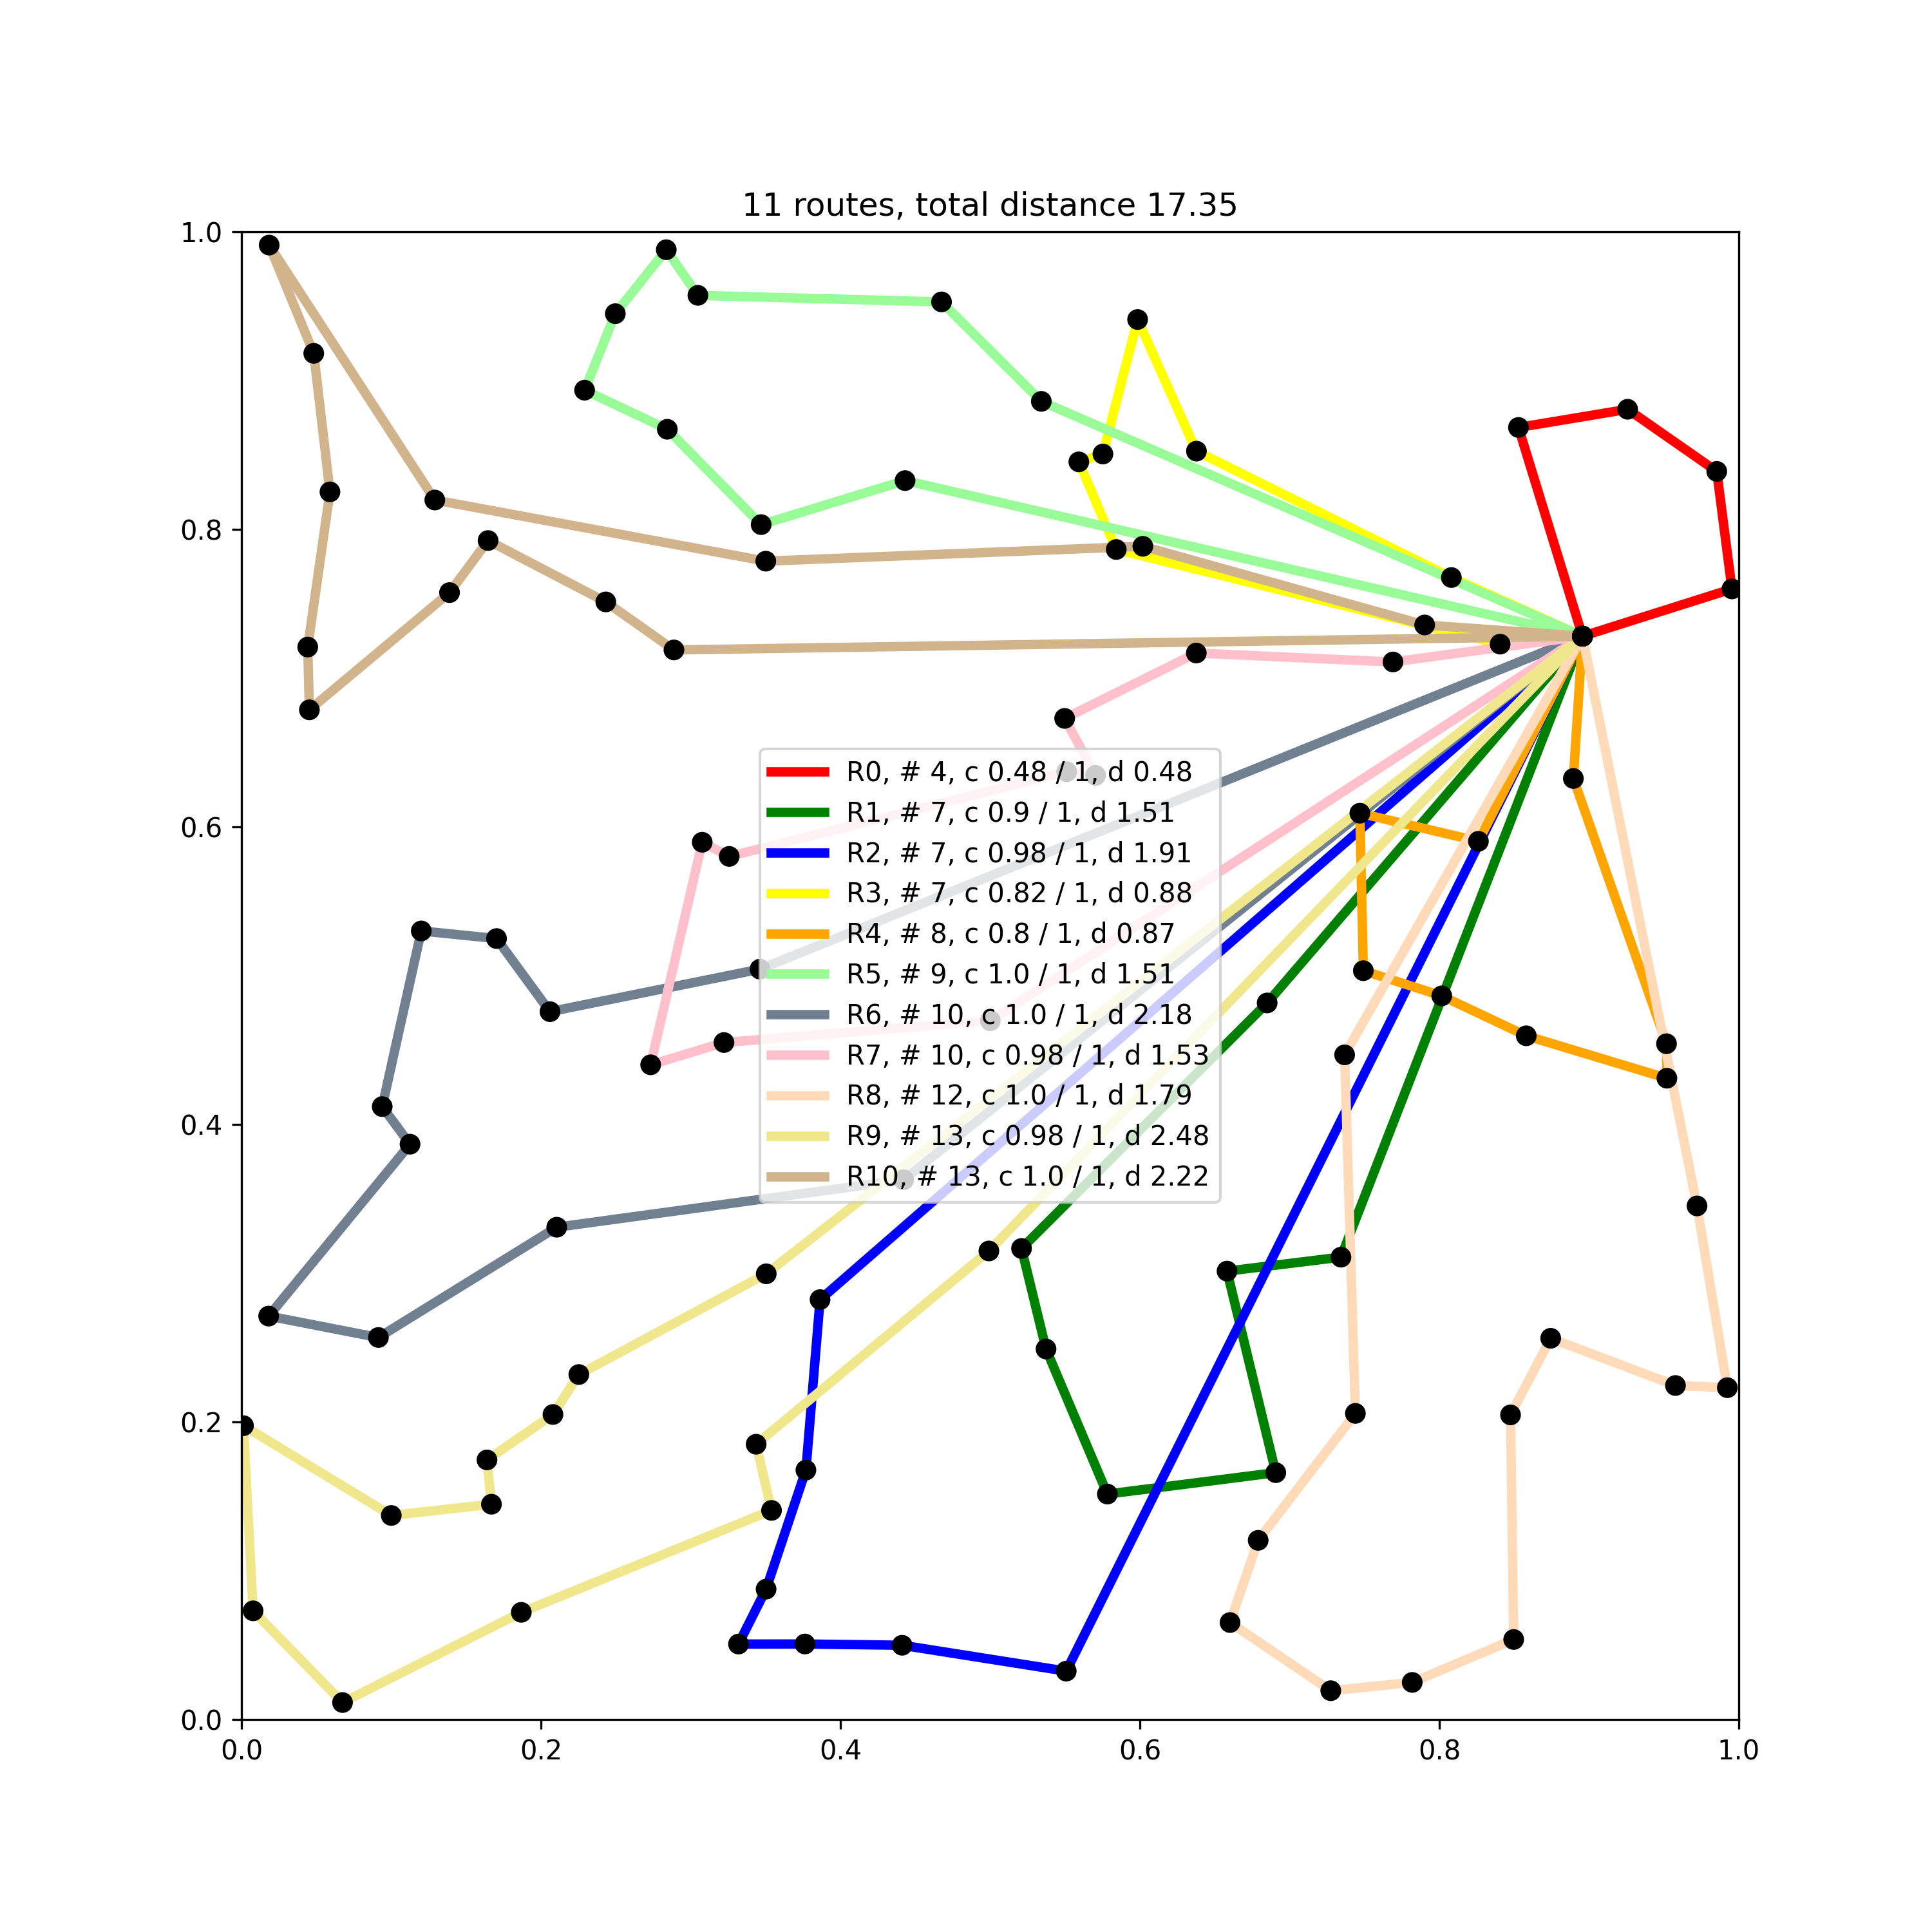 11 routes, total distance 17.35
1.0
0.8
0.6
0.4
0.2
0.0
R0, # 4, c 0.48 / 1, d 0.48
R1, # 7, c 0.9 / 1, d 1.51
R2, # 7, c 0.98 / 1, d 1.91
R3, # 7, c 0.82 / 1, d 0.88
R4, # 8, c 0.8 / 1, d 0.87
R5, # 9, c 1.0 / 1, d 1.51
R6, # 10, c 1.0 / 1, d 2.18
R7, # 10, c 0.98 / 1, d 1.53
R8, # 12, c 1.0 / 1, d 1.79
R9, # 13, c 0.98 / 1, d 2.48
R10, # 13, c 1.0 / 1, d 2.22
0.0 0.2 0.4 0.6 0.8 1.0